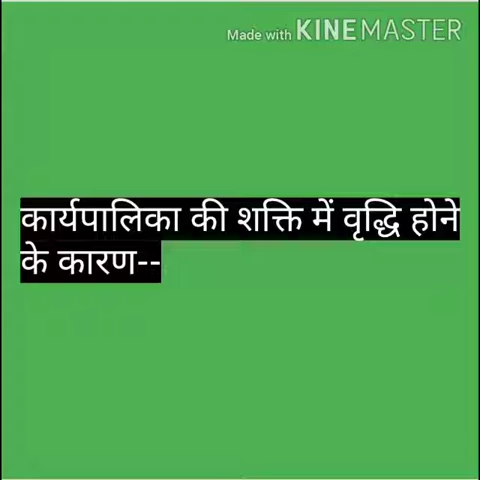 Made with KINEMASTER
कार्यपालिका की शक्ति में वृद्धि होने
के कारण--